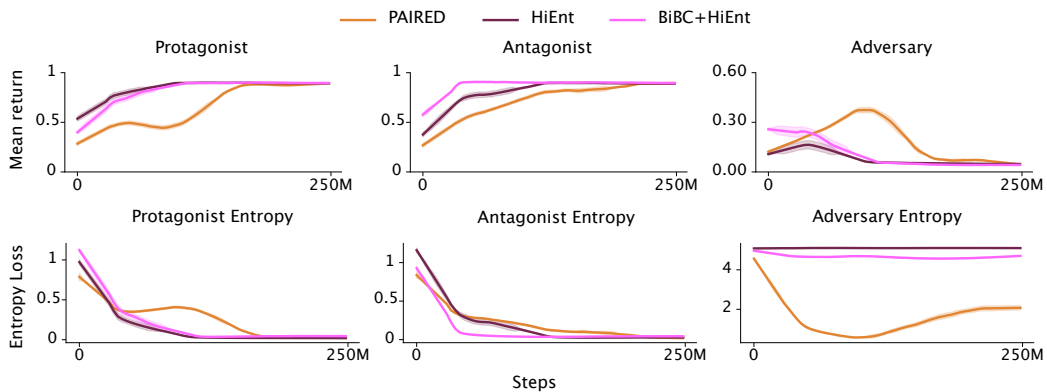 PAIRED HiEnt BiBC+HiEnt
Protagonist Antagonist Adversary
Mean return
1
0.5
0
0 250M
1
0.5
0
0 250M
0.60
0.30
0.00
0 250M
Protagonist Entropy Antagonist Entropy Adversary Entropy
Entropy Loss
1
0.5
0
0 250M
1
0.5
0
0 250M
4
2
0 250M
Steps